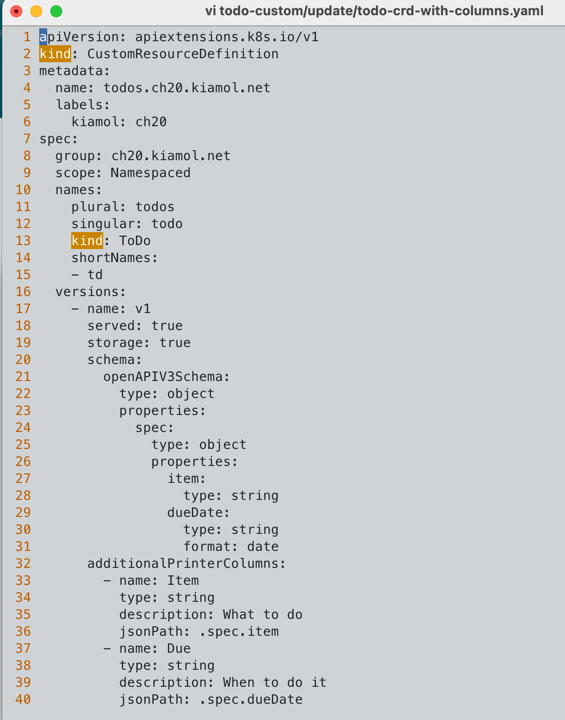 vi todo-custom/update/todo-crd-with-columns.yaml
1 apiVersion: apiextensions.k8s.io/v1
2 kind: CustomResourceDefinition
3 metadata:
4   name: todos.ch20.kiamol.net
5   labels:
6     kiamol: ch20
7 spec:
8   group: ch20.kiamol.net
9   scope: Namespaced
10   names:
11     plural: todos
12     singular: todo
13     kind: ToDo
14     shortNames:
15     - td
16   versions:
17     - name: v1
18       served: true
19       storage: true
20       schema:
21         openAPIV3Schema:
22           type: object
23           properties:
24             spec:
25               type: object
26               properties:
27                 item:
28                   type: string
29                 dueDate:
30                   type: string
31                   format: date
32       additionalPrinterColumns:
33         - name: Item
34           type: string
35           description: What to do
36           jsonPath: .spec.item
37         - name: Due
38           type: string
39           description: When to do it
40           jsonPath: .spec.dueDate